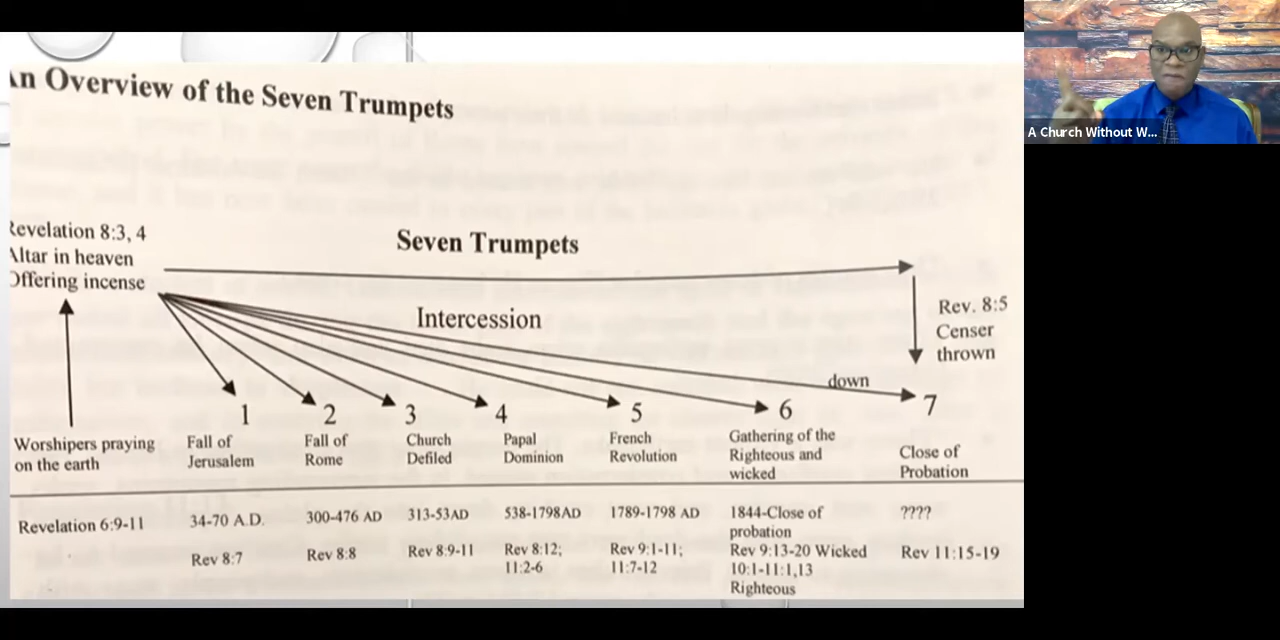 n Overview of the Seven Trumpets
A Church Without W...
Revelation 8:3, 4
Altar in heaven
Offering incense
Seven Trumpets
Intercession
Rev. 8:5
Censer
thrown
down
Worshipers praying
on the earth
1
Fall of
Jerusalem
2
Fall of
Rome
3
Church
Defiled
4
Papal
Dominion
5
French
Revolution
6
Gathering of the
Righteous and
wicked
7
Close of
Probation
Revelation 6:9-11
34-70 A.D.
Rev 8:7
300-476 AD
Rev 8:8
313-53AD
Rev 8:9-11
538-1798AD
Rev 8:12;
11:2-6
1789-1798 AD
Rev 9:1-11;
11:7-12
1844-Close of
probation
Rev 9:13-20 Wicked
10:1-11:1,13
Righteous
????
Rev 11:15-19